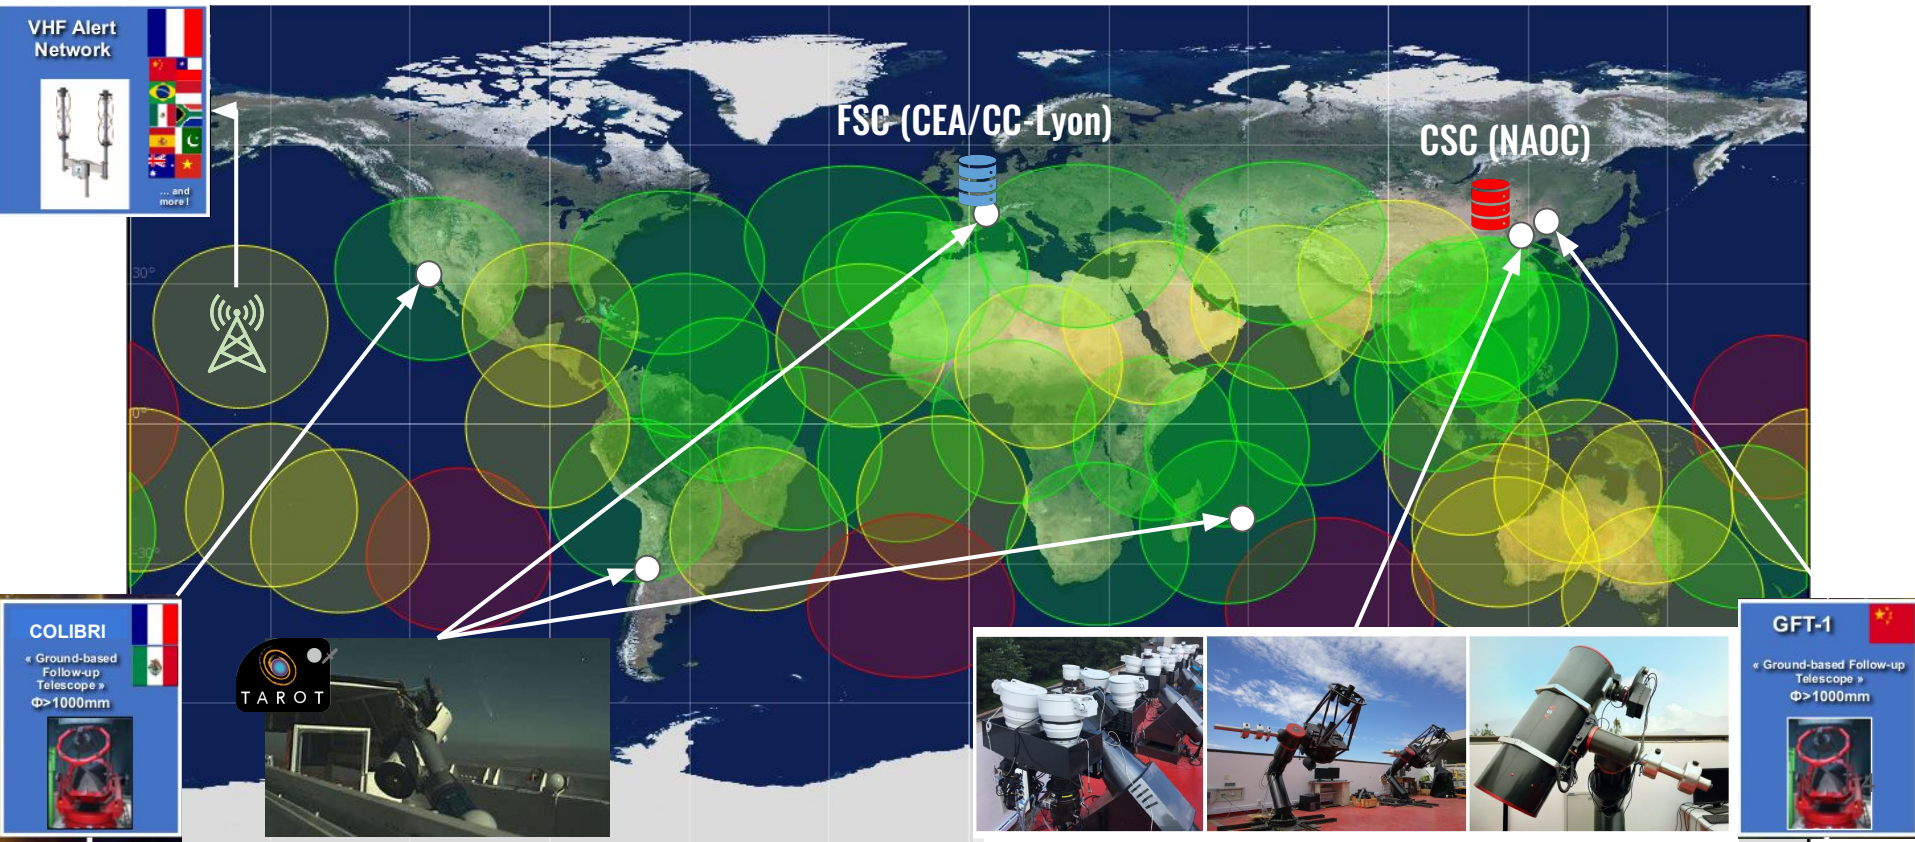 VHF Alert
Network
... and
more !
FSC (CEA/CC-Lyon)
CSC (NAOC)
30°
0°
-30°
COLIBRI
« Ground-based
Follow-up
Telescope »
Φ>1000mm
TAROT
GFT-1
« Ground-based Follow-up
Telescope »
Φ>1000mm